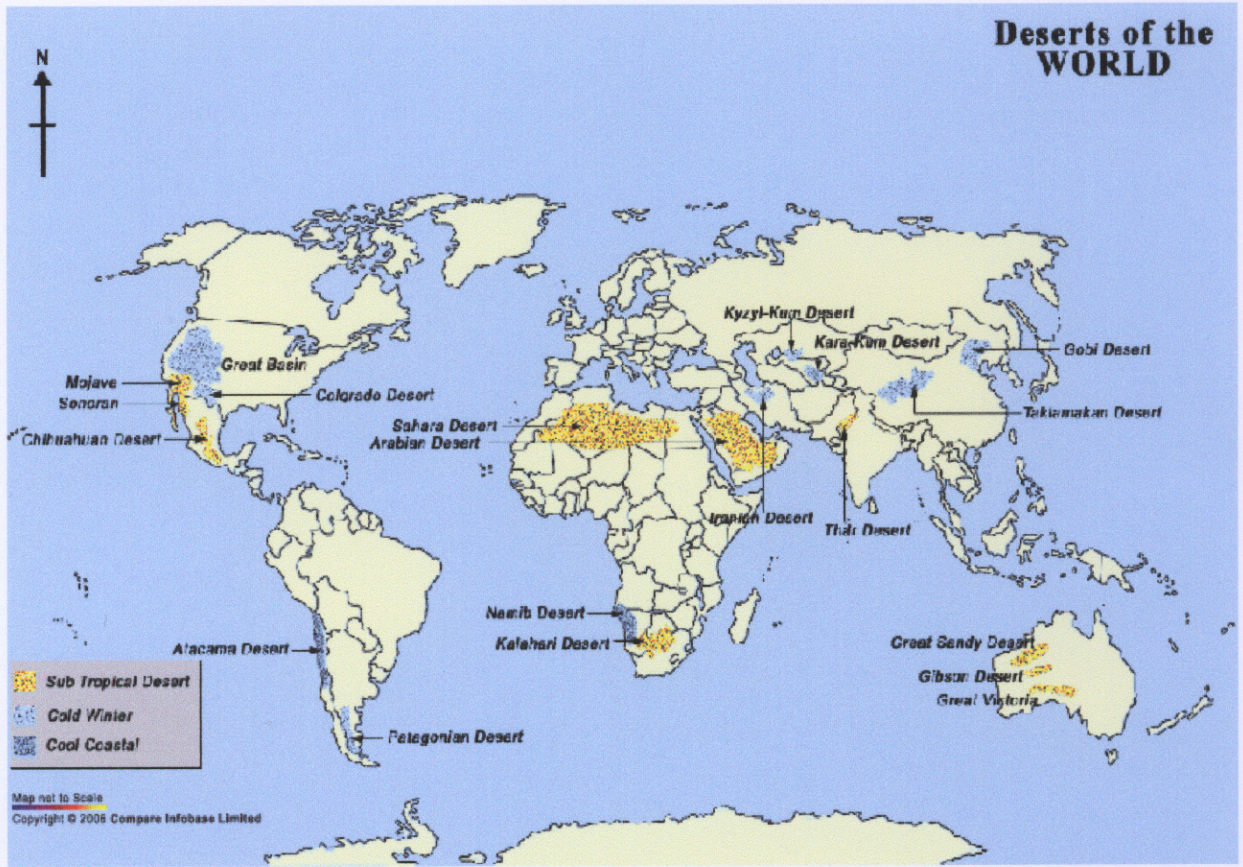 Deserts of the
WORLD
N
Kyzyl-Kum Desert
Kara-Kum Desert
Gobi Desert
Great Basin
Mojave
Sonoran
Colorado Desert
Taklamakan Desert
Chihuahuan Desert
Sahara Desert
Arabian Desert
Iranian Desert
Thar Desert
Namib Desert
Kalahari Desert
Atacama Desert
Great Sandy Desert
Gibson Desert
Great Victoria
Patagonian Desert
Sub Tropical Desert
Cold Winter
Cool Coastal
Map not to Scale
Copyright © 2006 Compare Infobase Limited